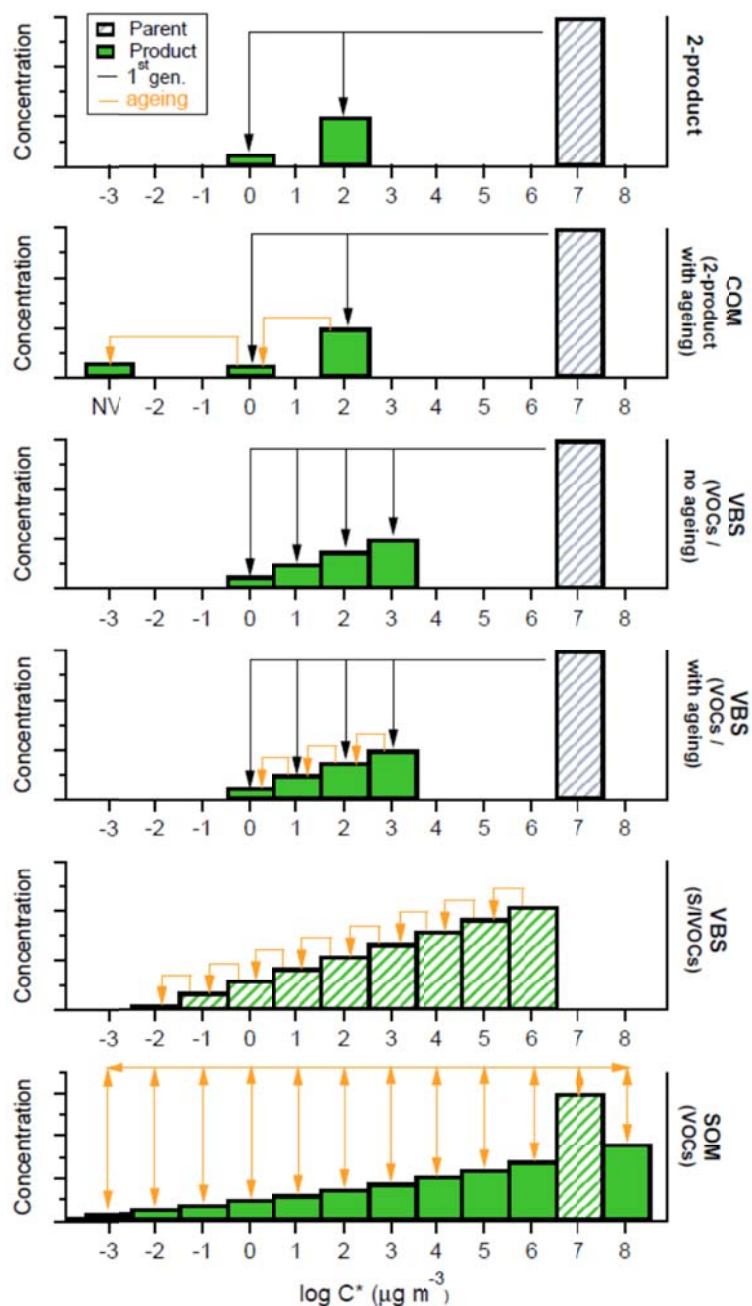 Parent
Product
1st gen.
ageing
Concentration
-3 -2 -1 0 1 2 3 4 5 6 7 8
2-product
Concentration
NV -2 -1 0 1 2 3 4 5 6 7 8
COM
(2-product
with ageing)
Concentration
-3 -2 -1 0 1 2 3 4 5 6 7 8
VBS
(VOCs /
no ageing)
Concentration
-3 -2 -1 0 1 2 3 4 5 6 7 8
VBS
(VOCs /
with ageing)
Concentration
-3 -2 -1 0 1 2 3 4 5 6 7 8
VBS
(S/IVOCs)
Concentration
-3 -2 -1 0 1 2 3 4 5 6 7 8
SOM
(VOCs)
log C* (µg m-3)